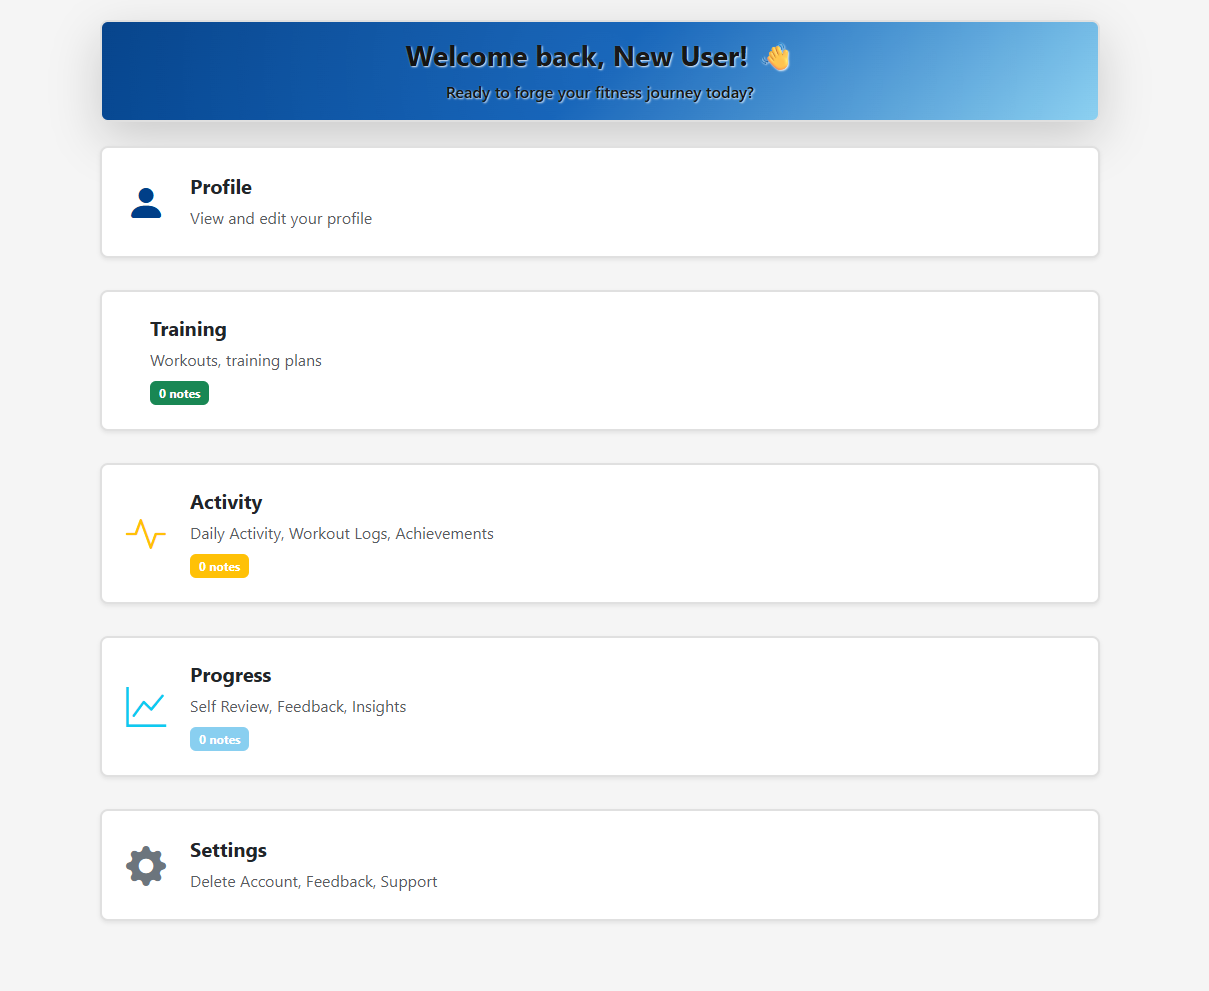 Welcome back, New User! 👋
Ready to forge your fitness journey today?
Profile
View and edit your profile
Training
Workouts, training plans
0 notes
Activity
Daily Activity, Workout Logs, Achievements
0 notes
Progress
Self Review, Feedback, Insights
0 notes
Settings
Delete Account, Feedback, Support